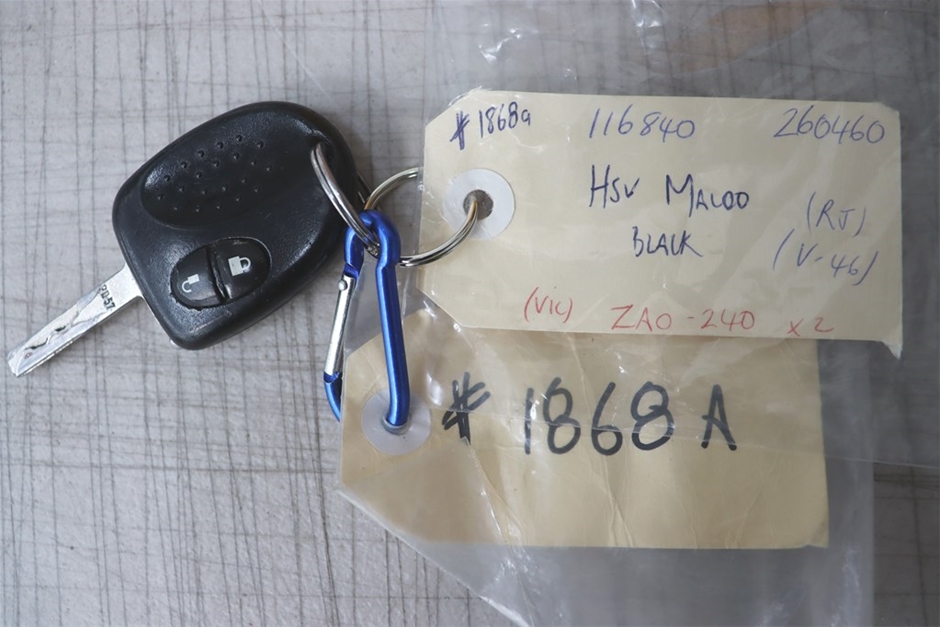 #1868a 116840 260460
HSV MALOO (RJ)
BLACK (V-46)
(VIC) ZAO-240 x2
# 1868 A